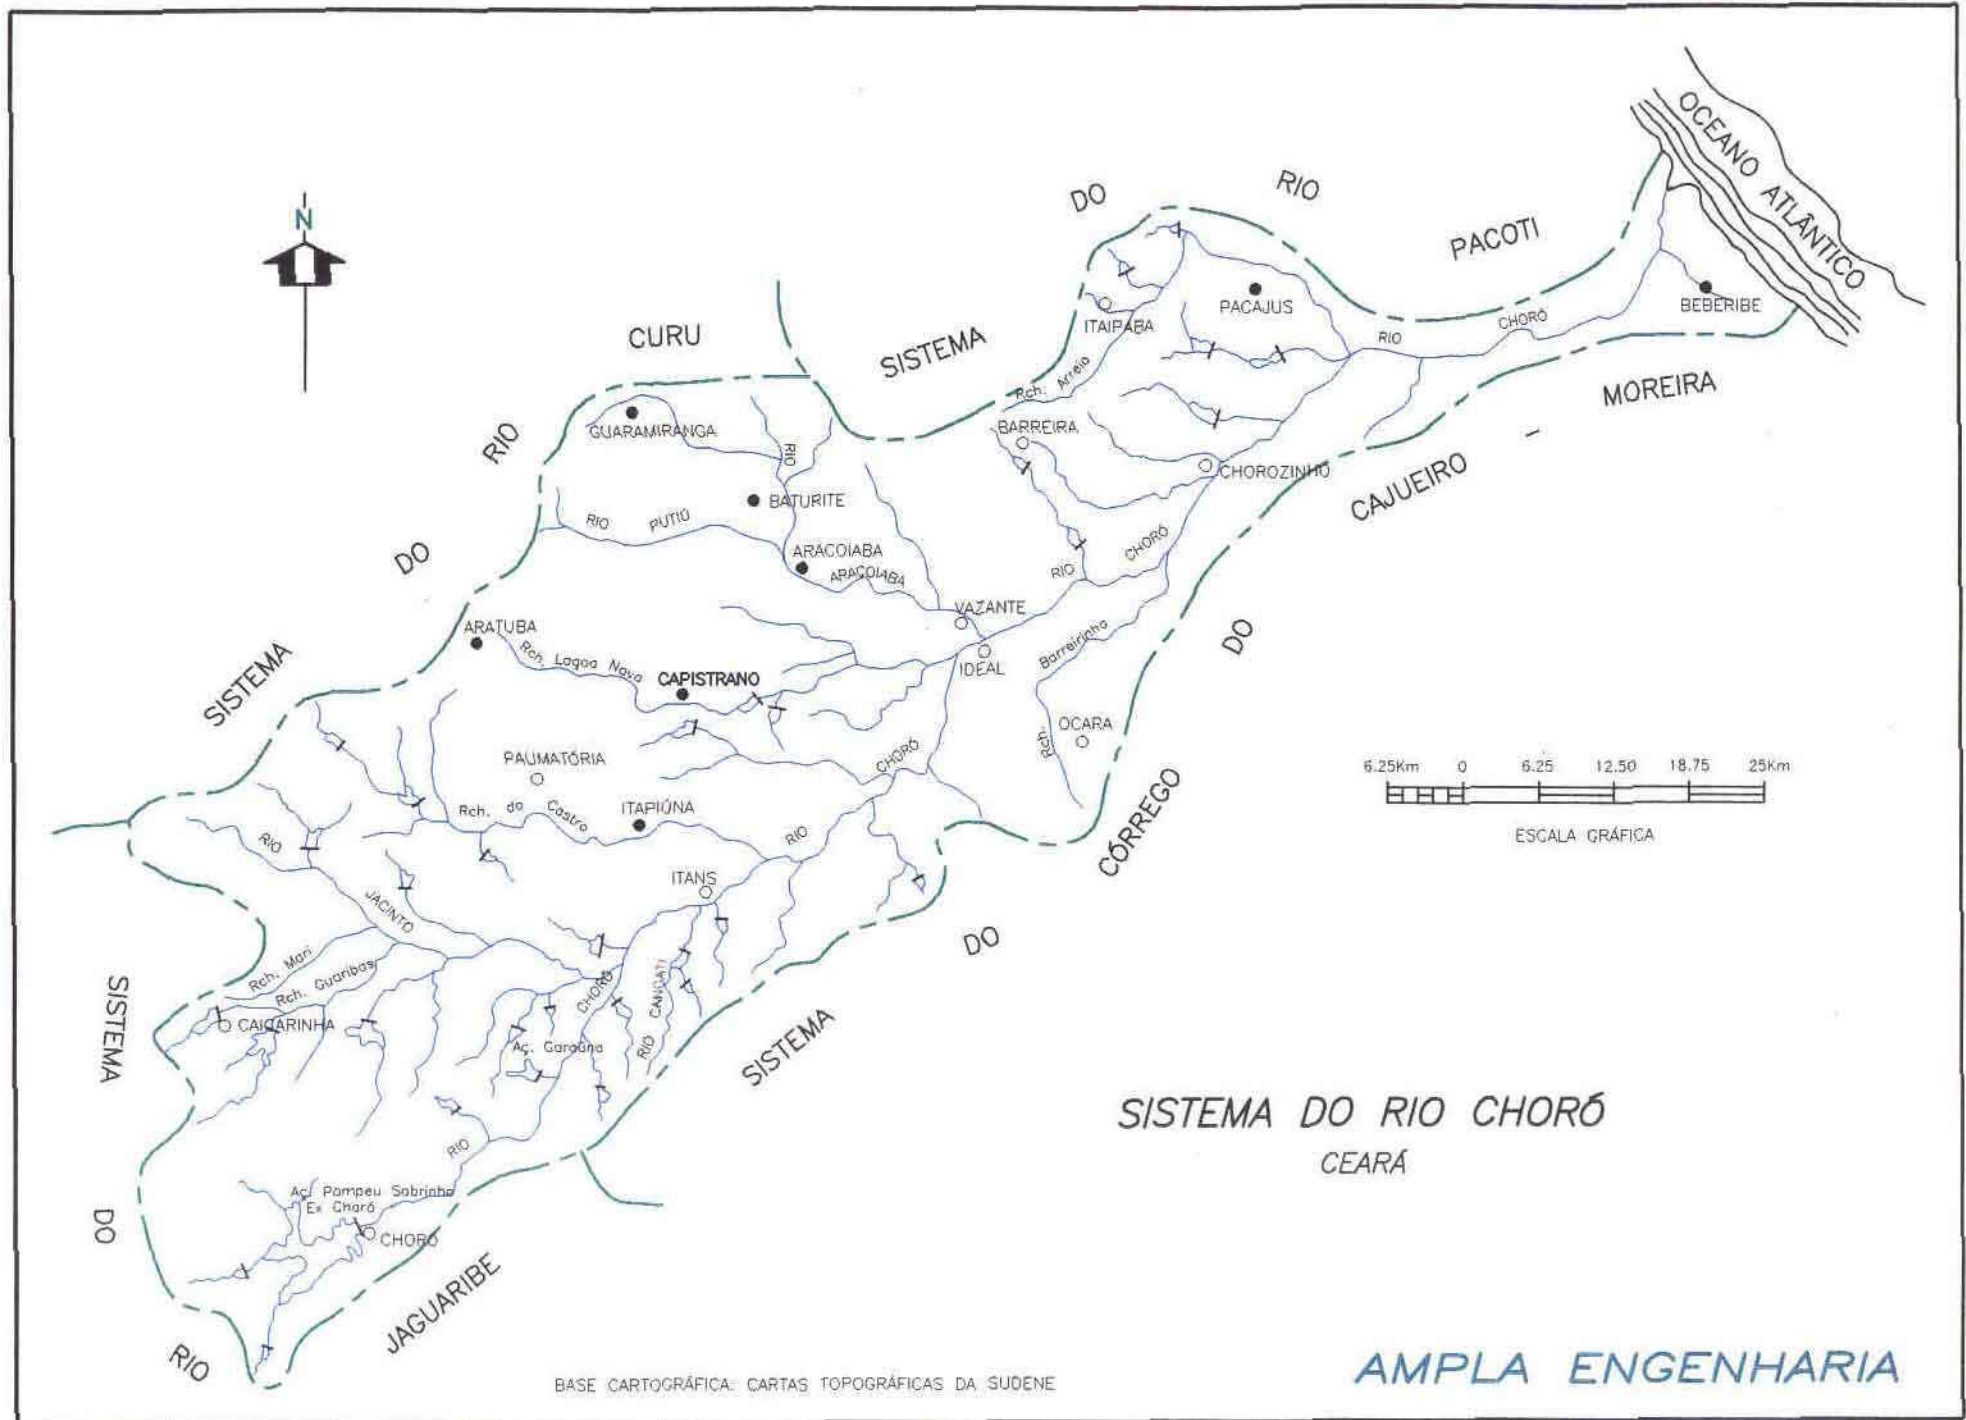 OCEANO ATLÂNTICO
N
DO RIO PACOTI
SISTEMA
CURU
RIO
DO
SISTEMA
PACAJUS
ITAIPABA
BEBERIBE
RIO CHORÓ
MOREIRA
CAJUEIRO
DO
CÓRREGO
DO
SISTEMA
Rch. Arreio
BARREIRA
CHOROZINHO
GUARAMIRANGA
RIO
BATURITE
RIO PUTIÚ
ARACOIABA
ARAÇOIABA
RIO CHORÓ
VAZANTE
IDEAL
Rch. Barreirinha
OCARA
ARATUBA
Rch. Lagoa Nova
CAPISTRANO
PAUMATÓRIA
Rch. do Castro
ITAPIÚNA
RIO CHORÓ
ITANS
RIO JACINTO
Rch. Mari
Rch. Guaribas
CAIÇARINHA
CHORÓ
RIO CANGATI
Aç. Garaúna
RIO
Aç. Pompeu Sobrinho
Ex Choró
CHORÓ
SISTEMA
DO
RIO
JAGUARIBE
6.25Km 0 6.25 12.50 18.75 25Km
ESCALA GRÁFICA
SISTEMA DO RIO CHORÓ
CEARÁ
BASE CARTOGRÁFICA: CARTAS TOPOGRÁFICAS DA SUDENE
AMPLA ENGENHARIA